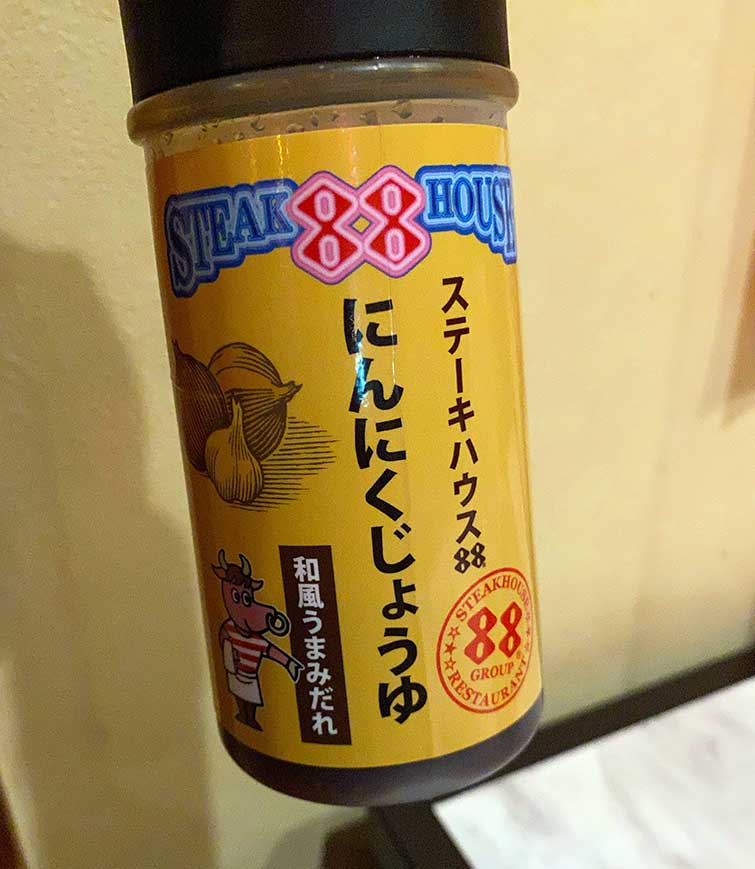 STEAK 88 HOUSE
ステーキハウス88
にんにくじょうゆ
和風うまみだれ
STEAKHOUSE
88
GROUP
RESTAURANT